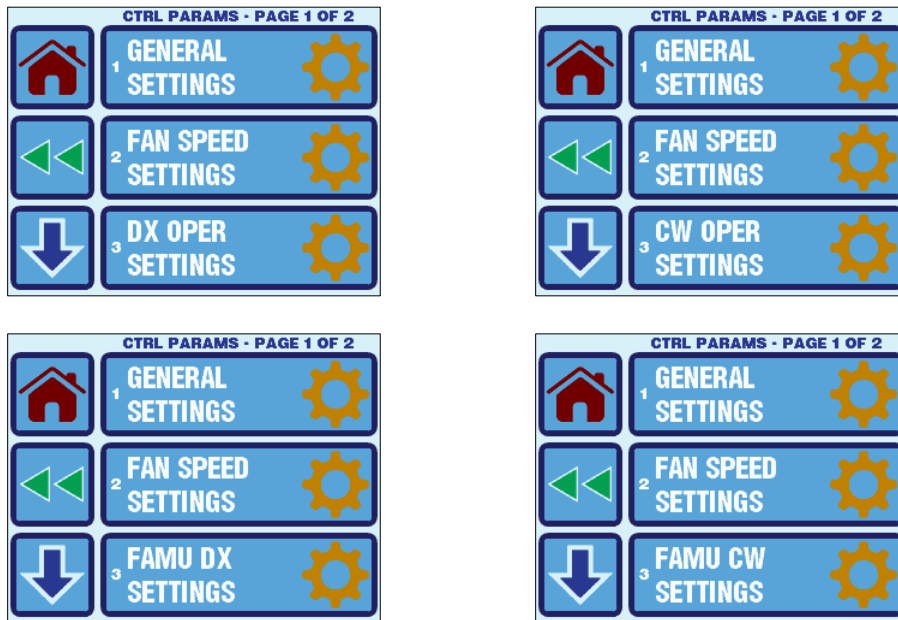 CTRL PARAMS - PAGE 1 OF 2
1 GENERAL
SETTINGS
2 FAN SPEED
SETTINGS
3 DX OPER
SETTINGS
CTRL PARAMS - PAGE 1 OF 2
1 GENERAL
SETTINGS
2 FAN SPEED
SETTINGS
3 CW OPER
SETTINGS
CTRL PARAMS - PAGE 1 OF 2
1 GENERAL
SETTINGS
2 FAN SPEED
SETTINGS
3 FAMU DX
SETTINGS
CTRL PARAMS - PAGE 1 OF 2
1 GENERAL
SETTINGS
2 FAN SPEED
SETTINGS
3 FAMU CW
SETTINGS